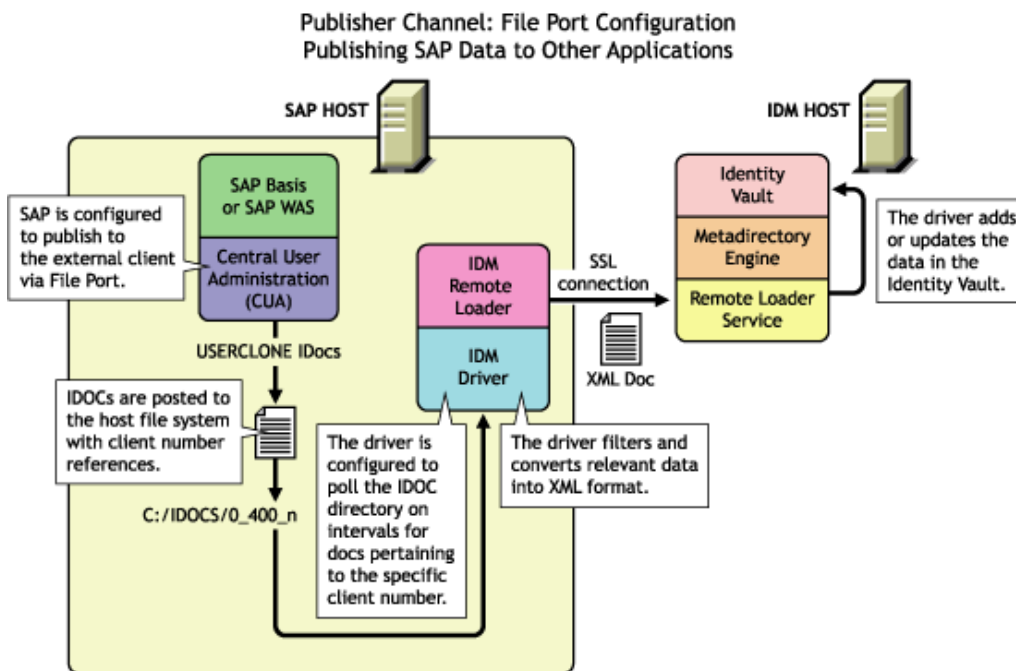 Publisher Channel: File Port Configuration
Publishing SAP Data to Other Applications
SAP HOST
IDM HOST
SAP Basis
or SAP WAS
Central User
Administration
(CUA)
SAP is configured
to publish to
the external client
via File Port.
USERCLONE IDocs
IDOCs are posted to
the host file system
with client number
references.
C:/IDOCS/0_400_n
IDM
Remote
Loader
IDM
Driver
The driver is
configured to
poll the IDOC
directory on
intervals for
docs pertaining
to the specific
client number.
The driver filters and
converts relevant data
into XML format.
SSL
connection
XML Doc
Identity
Vault
Metadirectory
Engine
Remote Loader
Service
The driver adds
or updates the
data in the
Identity Vault.